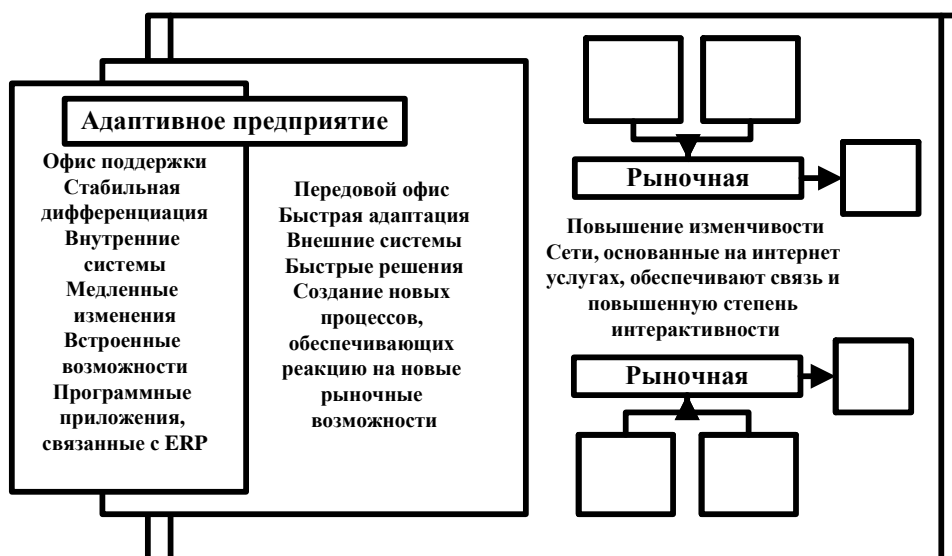 Адаптивное предприятие
Офис поддержки
Стабильная
дифференциация
Внутренние
системы
Медленные
изменения
Встроенные
возможности
Программные
приложения,
связанные с ERP
Передовой офис
Быстрая адаптация
Внешние системы
Быстрые решения
Создание новых
процессов,
обеспечивающих
реакцию на новые
рыночные
возможности
Рыночная
Повышение изменчивости
Сети, основанные на интернет
услугах, обеспечивают связь и
повышенную степень
интерактивности
Рыночная